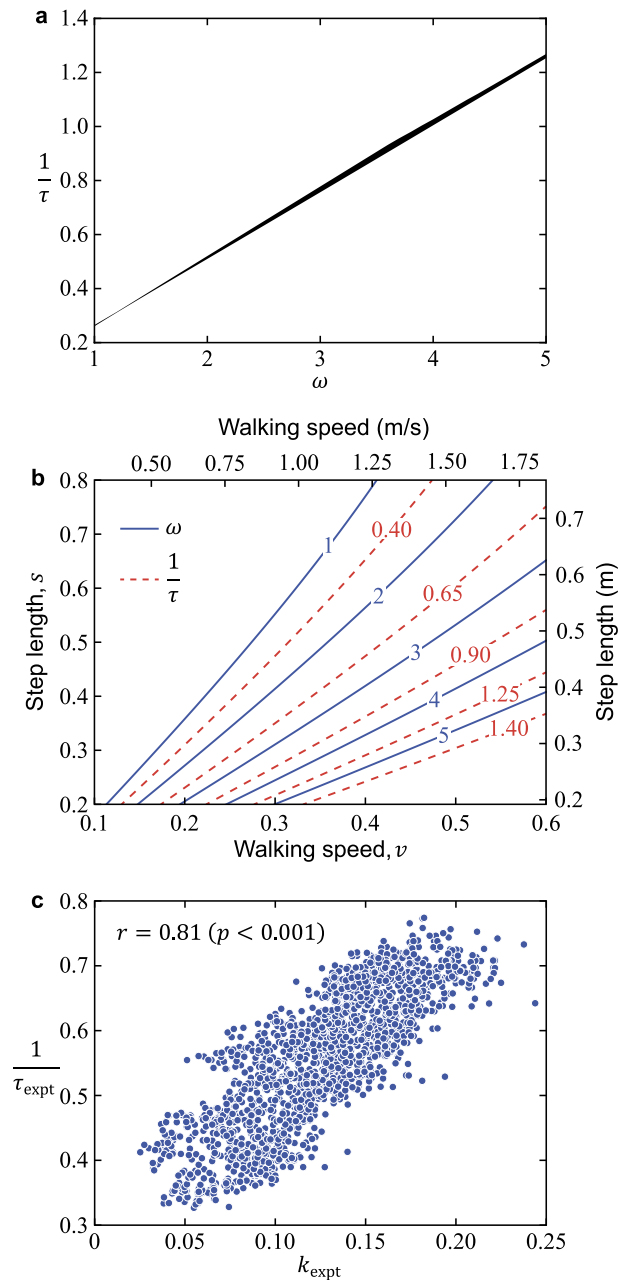 a
1.4
1.2
1.0
0.8
0.6
0.4
0.2
1/τ
1 2 3 4 5
ω
Walking speed (m/s)
0.50 0.75 1.00 1.25 1.50 1.75
b
0.8
0.7
0.6
0.5
0.4
0.3
0.2
Step length, s
ω
1/τ
1
0.40
2
0.65
3
0.90
4
1.25
5
1.40
0.7
0.6
0.5
0.4
0.3
0.2
Step length (m)
0.1 0.2 0.3 0.4 0.5 0.6
Walking speed, v
c
0.8
0.7
0.6
0.5
0.4
0.3
r = 0.81 (p < 0.001)
1/τexpt
0 0.05 0.10 0.15 0.20 0.25
kexpt